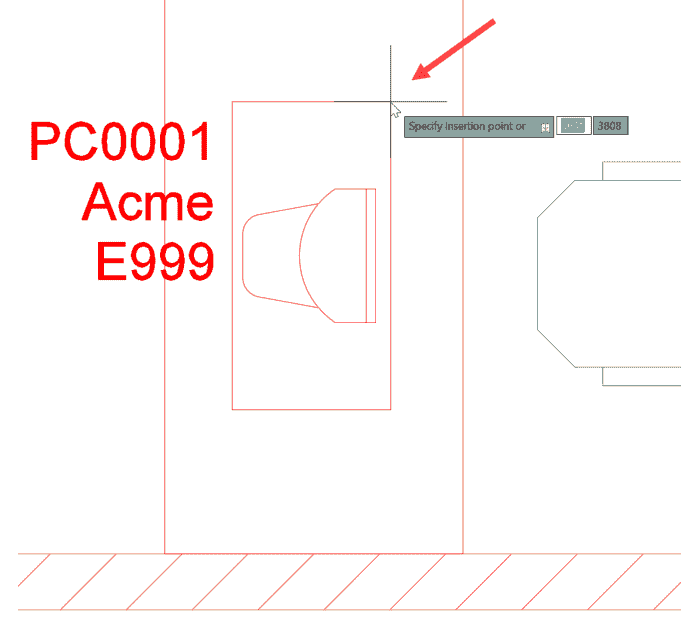 PC0001
Acme
E999
Specify insertion point or
3808